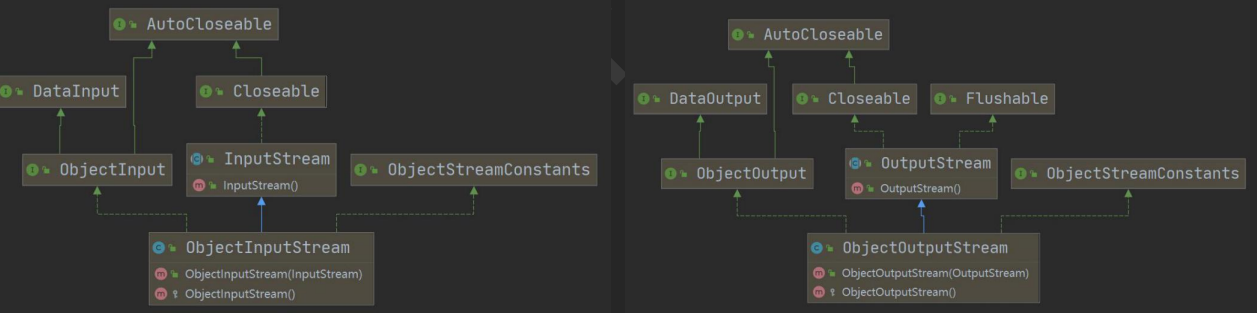 AutoCloseable
DataInput
Closeable
ObjectInput
InputStream
InputStream()
ObjectStreamConstants
ObjectInputStream
ObjectInputStream(InputStream)
ObjectInputStream()
AutoCloseable
DataOutput
Closeable
Flushable
ObjectOutput
OutputStream
OutputStream()
ObjectStreamConstants
ObjectOutputStream
ObjectOutputStream(OutputStream)
ObjectOutputStream()